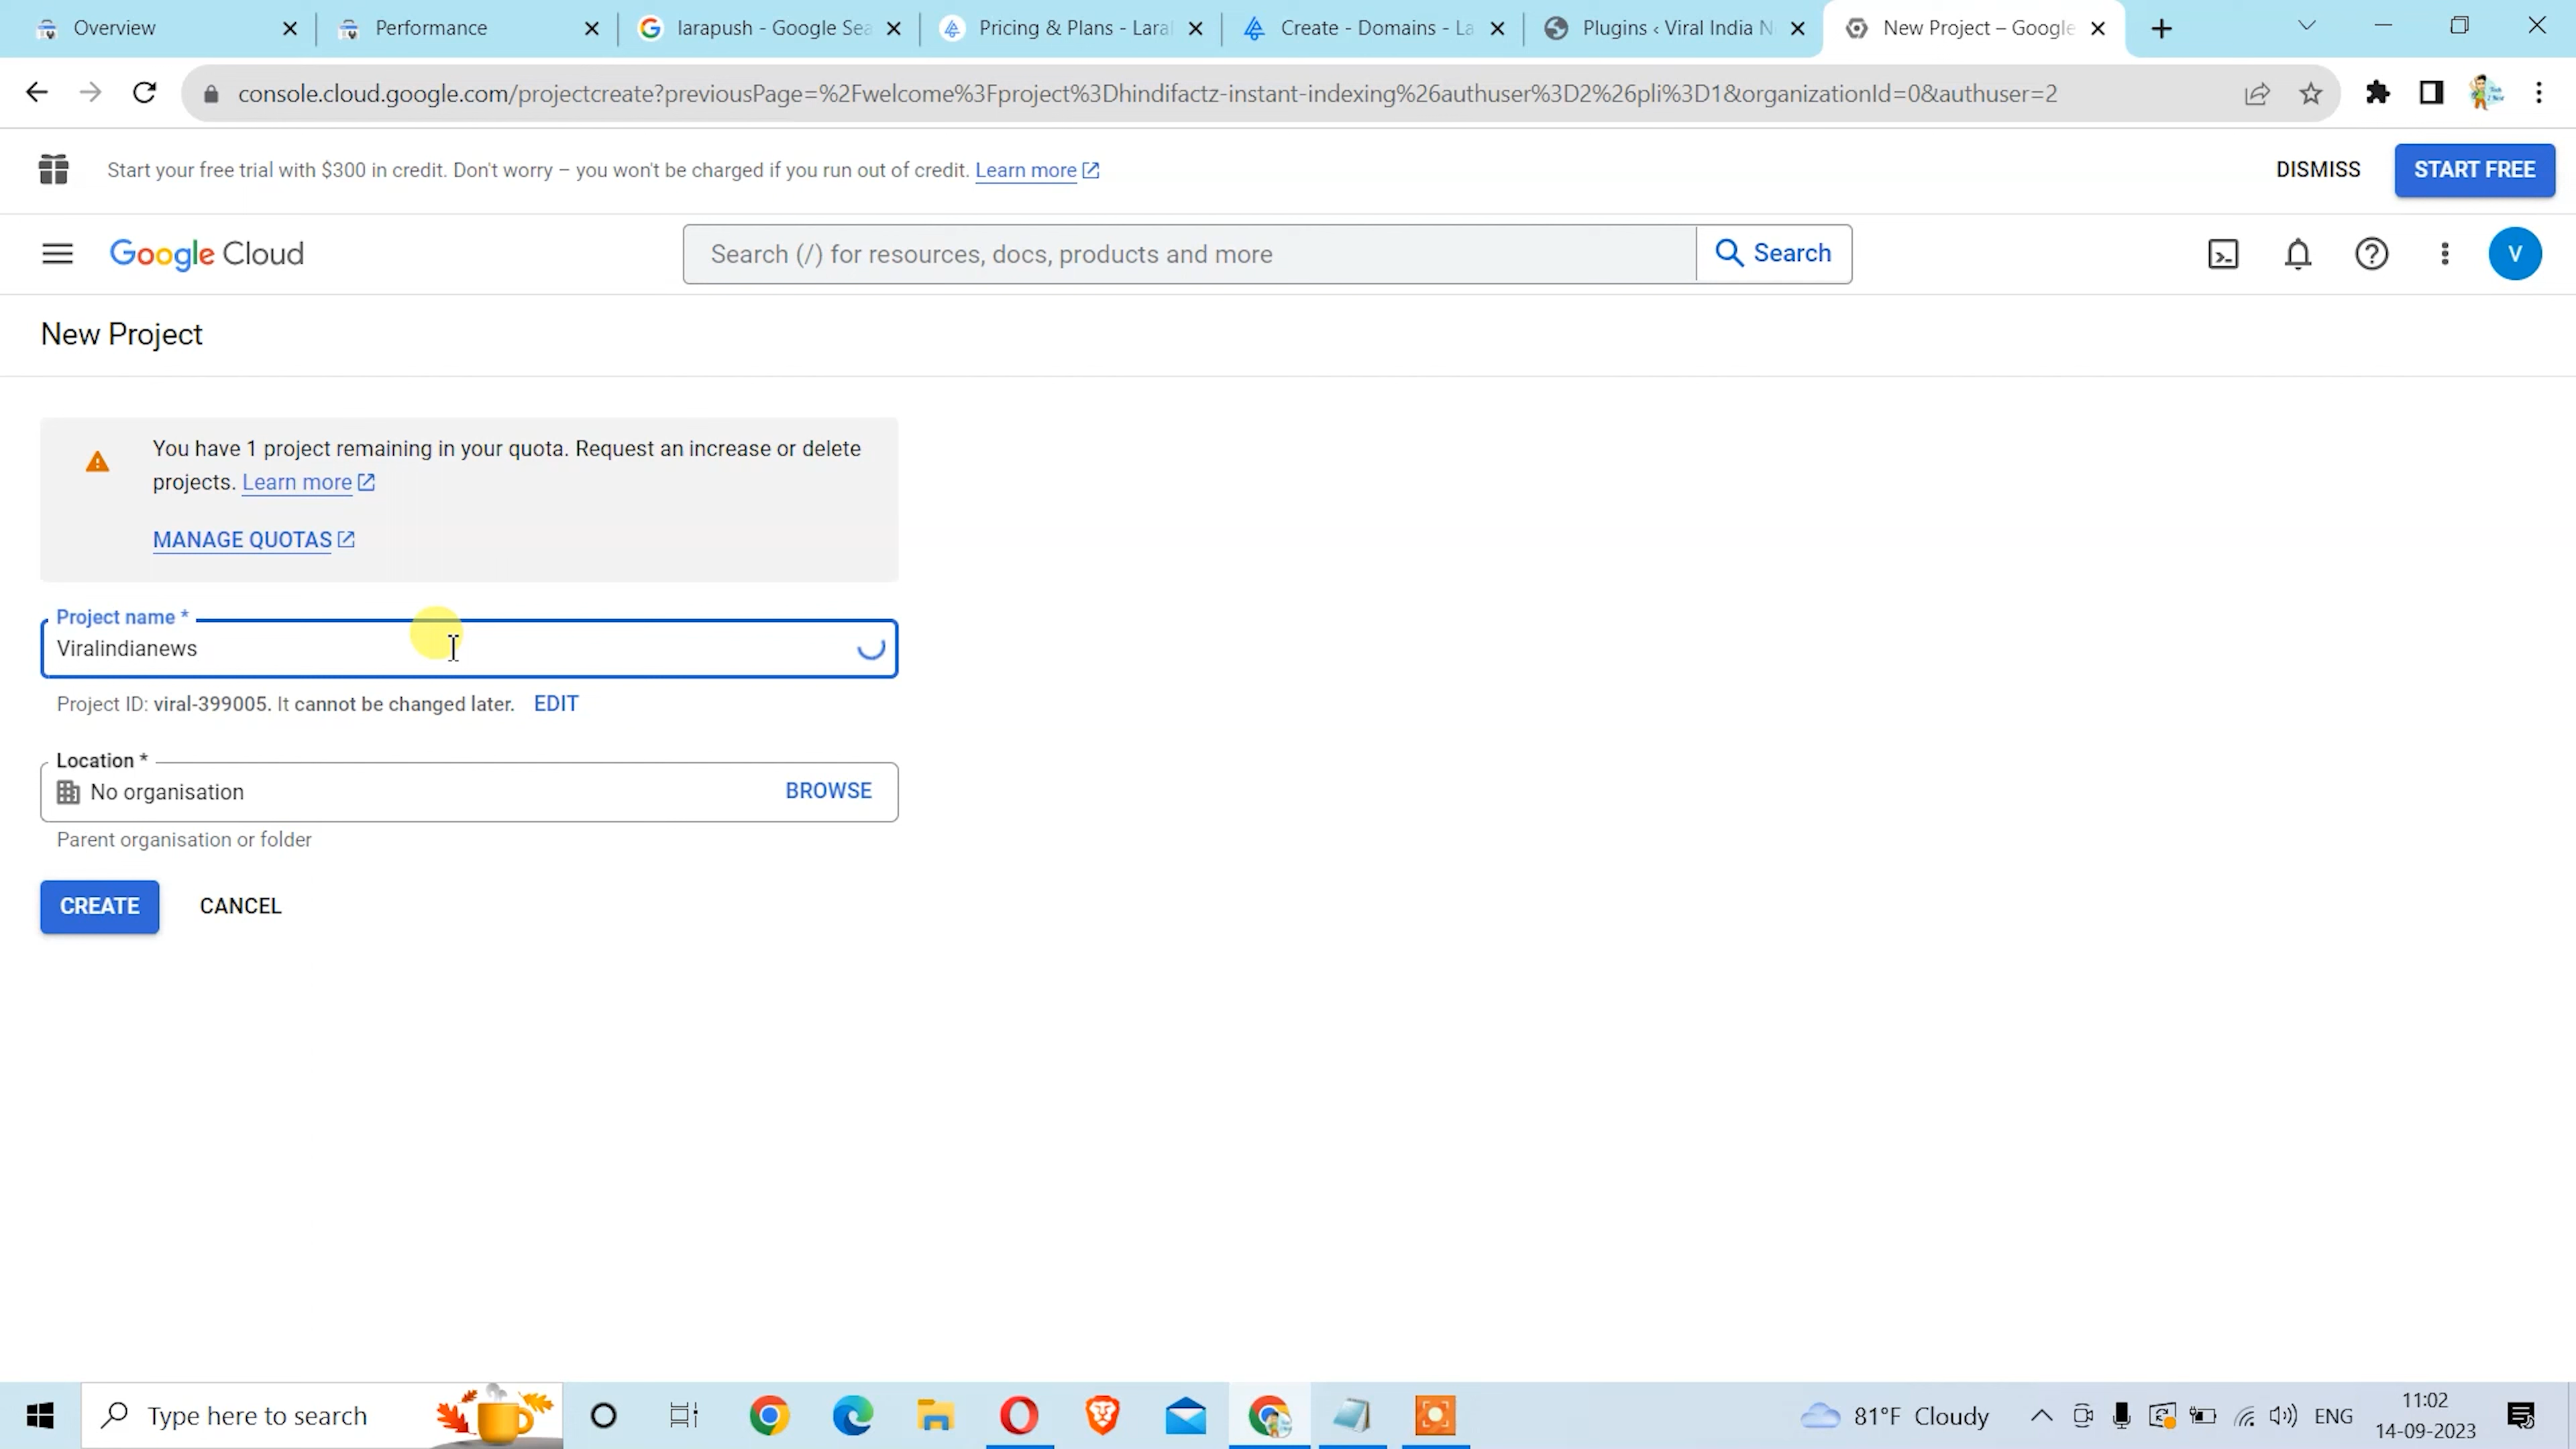 Overview
Performance
larapush - Google Sea
Pricing & Plans - Laral
Create - Domains - La
Plugins ‹ Viral India N
New Project – Google
console.cloud.google.com/projectcreate?previousPage=%2Fwelcome%3Fproject%3Dhindifactz-instant-indexing%26authuser%3D2%26pli%3D1&organizationId=0&authuser=2
Start your free trial with $300 in credit. Don't worry – you won't be charged if you run out of credit. Learn more
DISMISS
START FREE
Google Cloud
Search (/) for resources, docs, products and more
Search
V
New Project
You have 1 project remaining in your quota. Request an increase or delete
projects. Learn more
MANAGE QUOTAS
Project name *
Viralindianews
Project ID: viral-399005. It cannot be changed later. EDIT
Location *
No organisation
BROWSE
Parent organisation or folder
CREATE
CANCEL
Type here to search
81°F Cloudy
ENG
11:02
14-09-2023